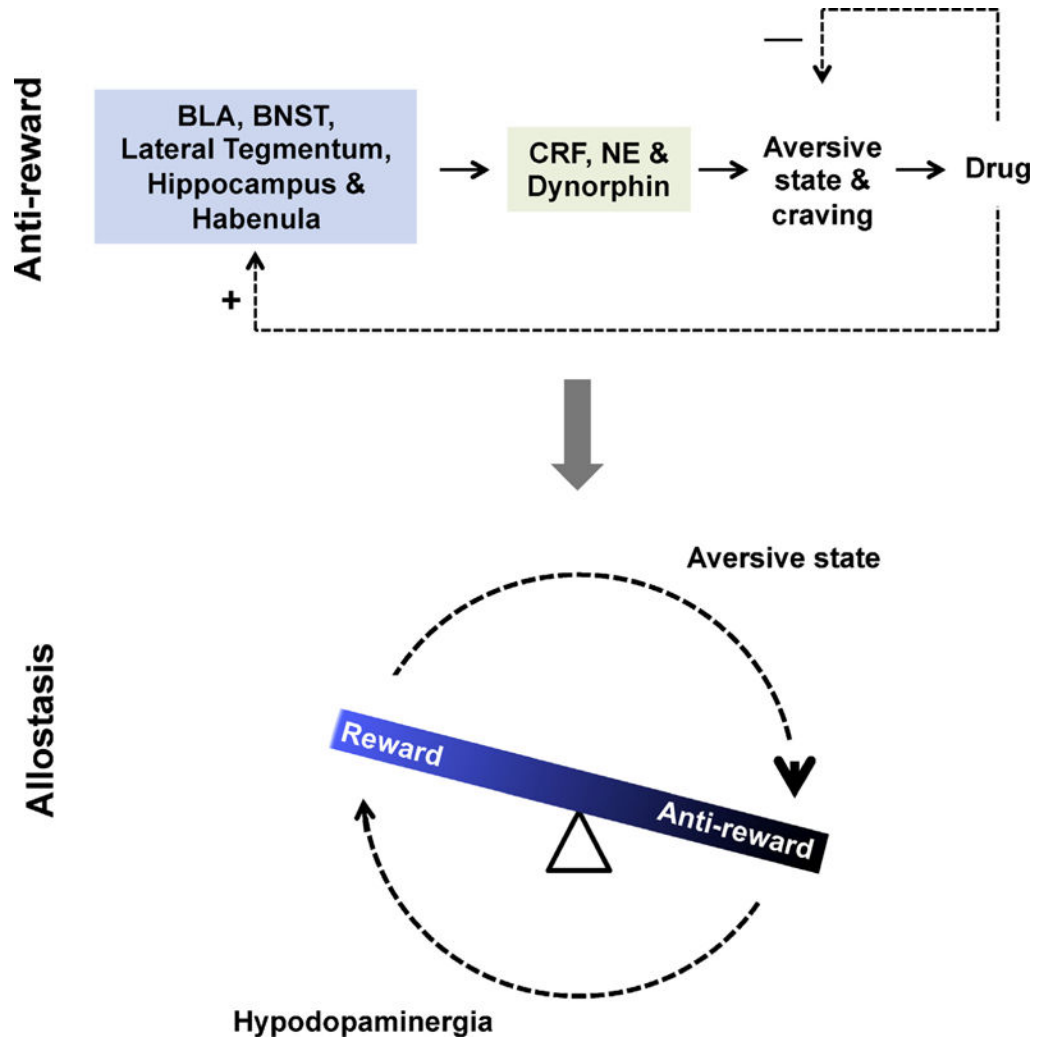 Anti-reward
—
BLA, BNST,
Lateral Tegmentum,
Hippocampus &
Habenula
CRF, NE &
Dynorphin
Aversive
state &
craving
Drug
+
Allostasis
Aversive state
Reward
Anti-reward
Hypodopaminergia